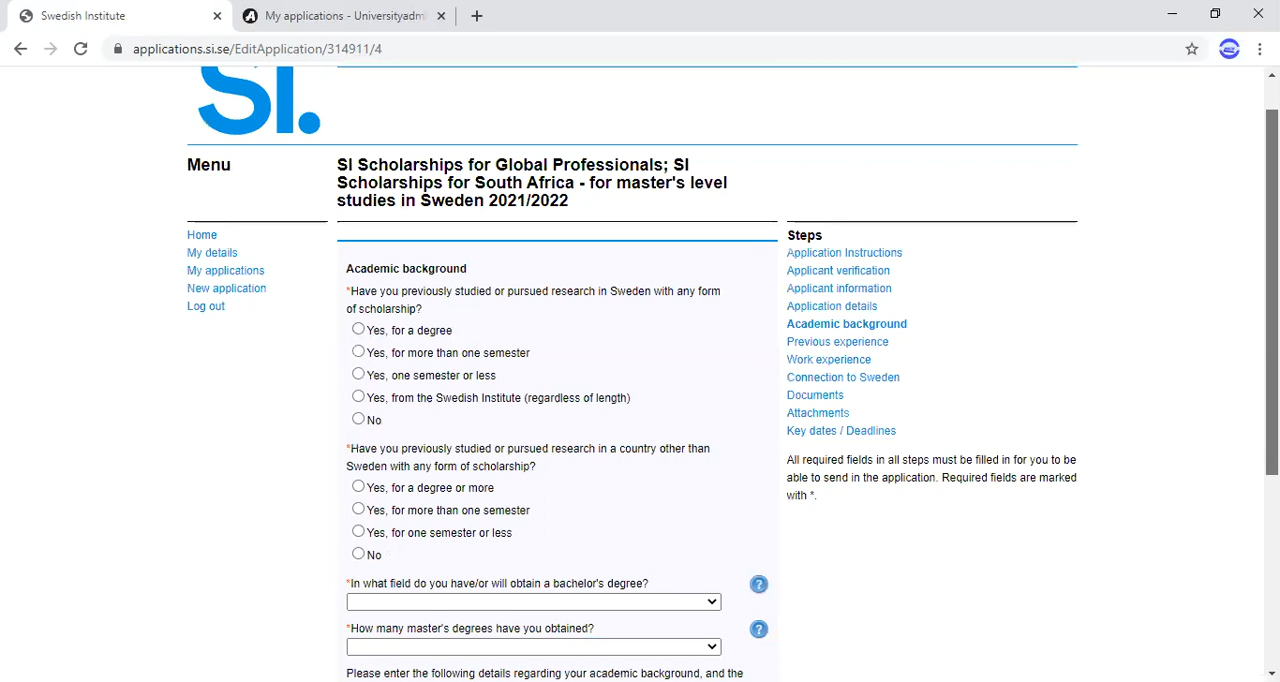 Swedish Institute
My applications - Universityadm
applications.si.se/EditApplication/314911/4
SI.
Menu
Home
My details
My applications
New application
Log out
SI Scholarships for Global Professionals; SI
Scholarships for South Africa - for master's level
studies in Sweden 2021/2022
Academic background
*Have you previously studied or pursued research in Sweden with any form
of scholarship?
Yes, for a degree
Yes, for more than one semester
Yes, one semester or less
Yes, from the Swedish Institute (regardless of length)
No
*Have you previously studied or pursued research in a country other than
Sweden with any form of scholarship?
Yes, for a degree or more
Yes, for more than one semester
Yes, for one semester or less
No
*In what field do you have/or will obtain a bachelor's degree?
?
*How many master's degrees have you obtained?
?
Please enter the following details regarding your academic background, and the
Steps
Application Instructions
Applicant verification
Applicant information
Application details
Academic background
Previous experience
Work experience
Connection to Sweden
Documents
Attachments
Key dates / Deadlines
All required fields in all steps must be filled in for you to be
able to send in the application. Required fields are marked
with *.